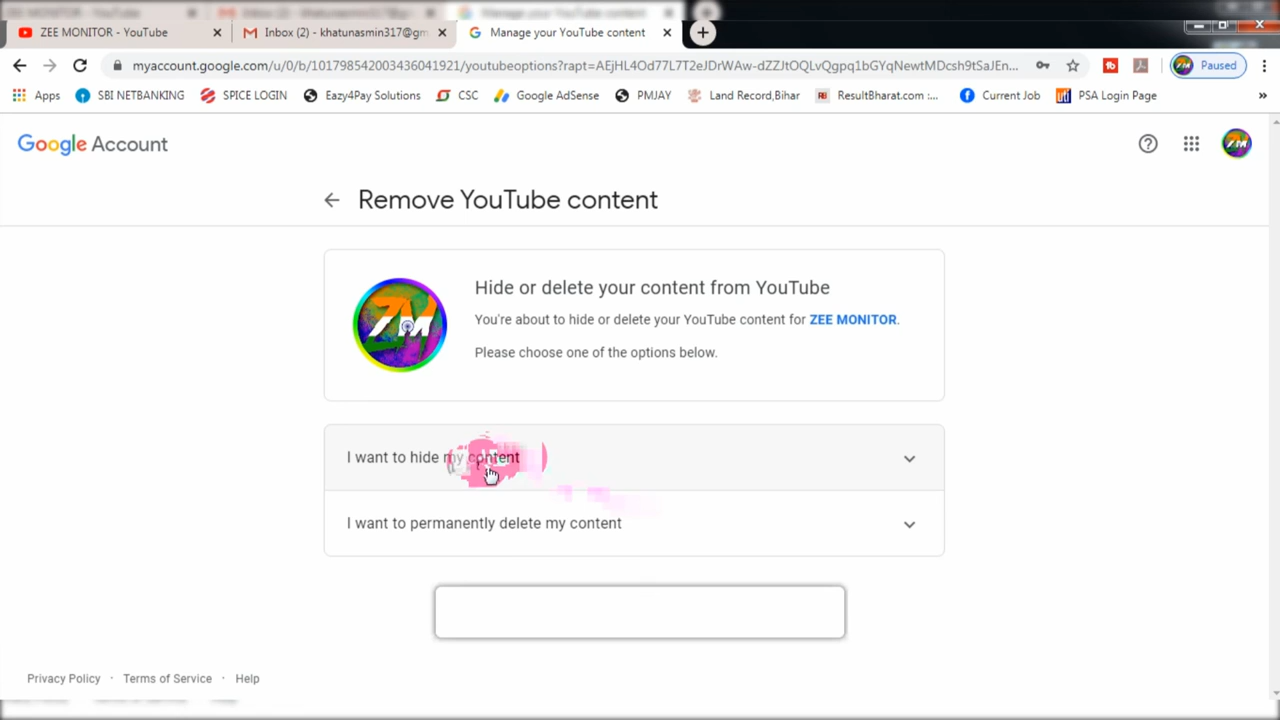 ZEE MONITOR - YouTube
Inbox (2) - khatunasmin317@gm
Manage your YouTube content
myaccount.google.com/u/0/b/101798542003436041921/youtubeoptions?rapt=AEjHL4Od77L7T2eJDrWAw-dZZJtOQLvQgpq1bGYqNewtMDcsh9tSaJEn...
Paused
Apps
SBI NETBANKING
SPICE LOGIN
Eazy4Pay Solutions
CSC
Google AdSense
PMJAY
Land Record,Bihar
ResultBharat.com :...
Current Job
PSA Login Page
»
Google Account
Remove YouTube content
ZM
Hide or delete your content from YouTube
You're about to hide or delete your YouTube content for ZEE MONITOR.
Please choose one of the options below.
I want to hide my content
I want to permanently delete my content
Privacy Policy · Terms of Service · Help